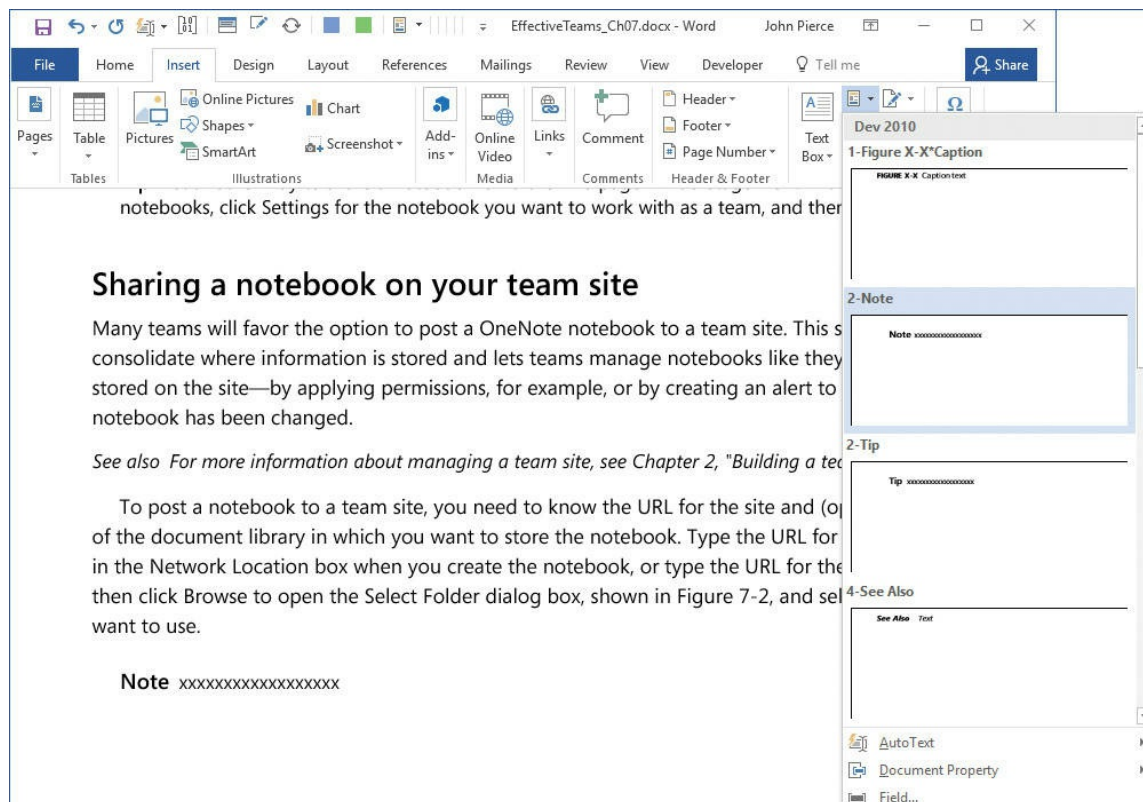 EffectiveTeams_Ch07.docx - Word
John Pierce
File Home Insert Design Layout References Mailings Review View Developer Tell me Share
Pages
Table
Tables
Pictures
Online Pictures
Shapes
SmartArt
Chart
Screenshot
Illustrations
Add-
ins
Online
Video
Media
Links
Comment
Comments
Header
Footer
Page Number
Header & Footer
Text
Box
Ω
notebooks, click Settings for the notebook you want to work with as a team, and then
Sharing a notebook on your team site
Many teams will favor the option to post a OneNote notebook to a team site. This s
consolidate where information is stored and lets teams manage notebooks like they
stored on the site—by applying permissions, for example, or by creating an alert to
notebook has been changed.
See also For more information about managing a team site, see Chapter 2, "Building a tea
To post a notebook to a team site, you need to know the URL for the site and (op
of the document library in which you want to store the notebook. Type the URL for
in the Network Location box when you create the notebook, or type the URL for the
then click Browse to open the Select Folder dialog box, shown in Figure 7-2, and sel
want to use.
Note xxxxxxxxxxxxxxxxxx
Dev 2010
1-Figure X-X*Caption
FIGURE X-X Caption text
2-Note
Note xxxxxxxxxxxxxxxxxx
2-Tip
Tip xxxxxxxxxxxxxxxxxx
4-See Also
See Also Text
AutoText
Document Property
Field...